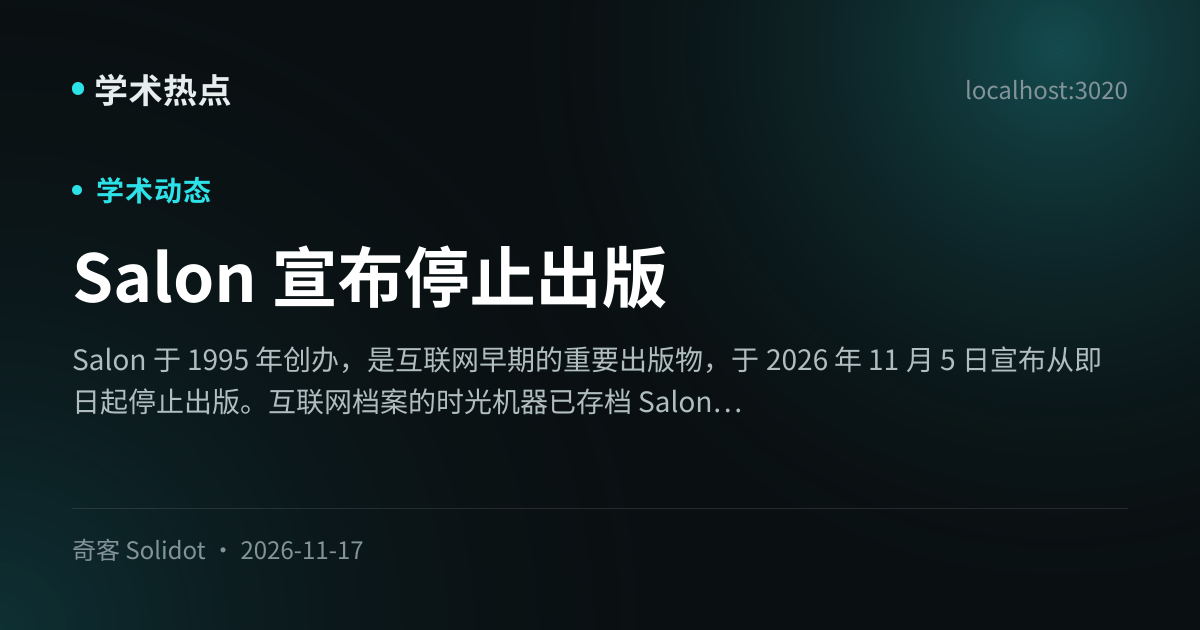 学术热点
localhost:3020
学术动态
Salon 宣布停止出版
Salon 于 1995 年创办，是互联网早期的重要出版物，于 2026 年 11 月 5 日宣布从即
日起停止出版。互联网档案的时光机器已存档 Salon…
奇客 Solidot · 2026-11-17